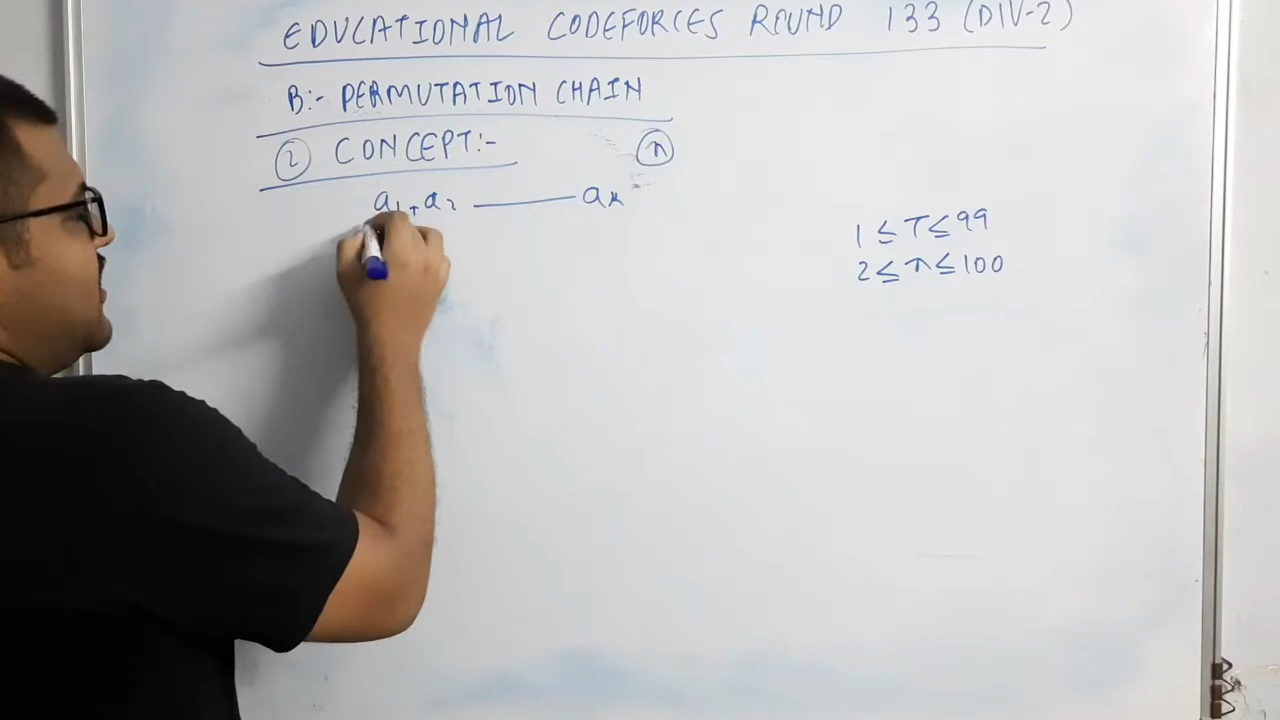 EDUCATIONAL CODEFORCES ROUND 133 (DIV-2)
B:- PERMUTATION CHAIN
2 CONCEPT:- n
a1, a2 ——— an
1 ≤ T ≤ 99
2 ≤ n ≤ 100